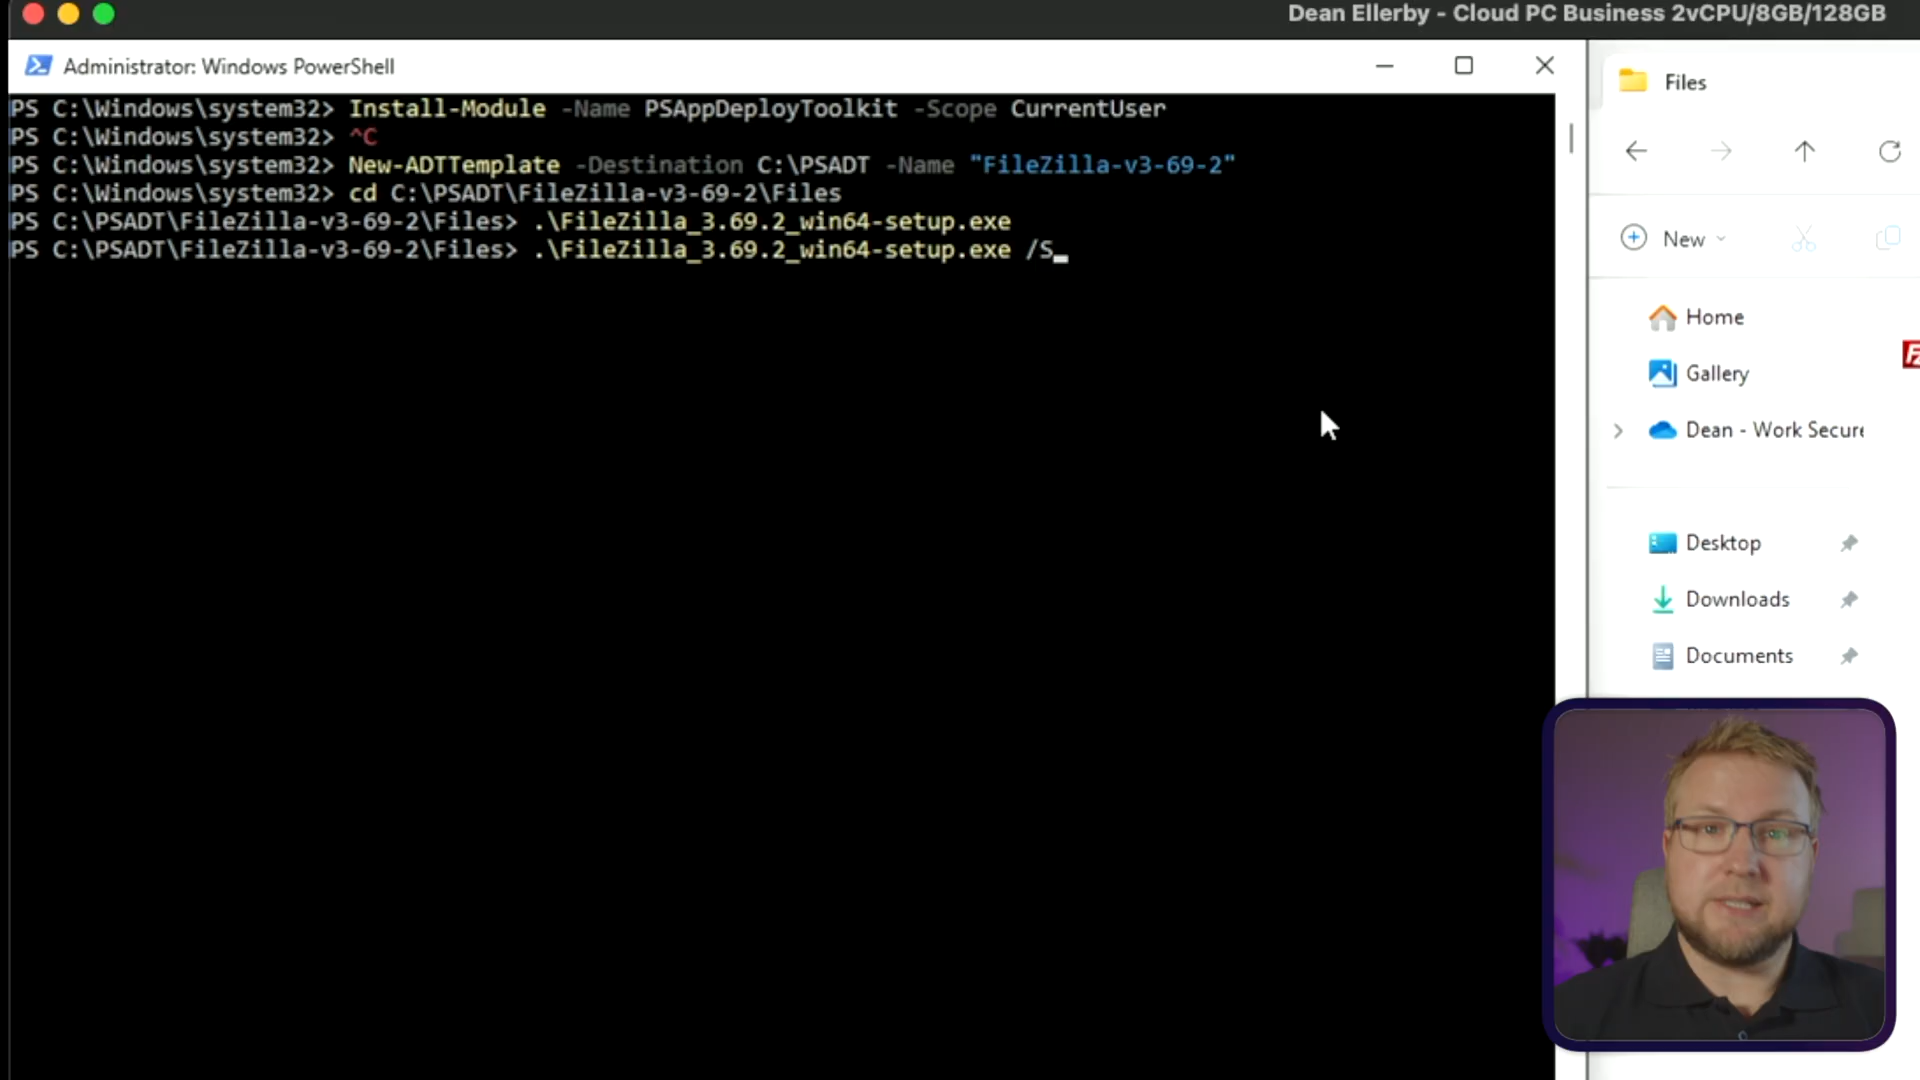 Dean Ellerby - Cloud PC Business 2vCPU/8GB/128GB
Administrator: Windows PowerShell
PS C:\Windows\system32> Install-Module -Name PSAppDeployToolkit -Scope CurrentUser
PS C:\Windows\system32> ^C
PS C:\Windows\system32> New-ADTTemplate -Destination C:\PSADT -Name "FileZilla-v3-69-2"
PS C:\Windows\system32> cd C:\PSADT\FileZilla-v3-69-2\Files
PS C:\PSADT\FileZilla-v3-69-2\Files> .\FileZilla_3.69.2_win64-setup.exe
PS C:\PSADT\FileZilla-v3-69-2\Files> .\FileZilla_3.69.2_win64-setup.exe /S
Files
New
Home
Gallery
Dean - Work Secure
Desktop
Downloads
Documents